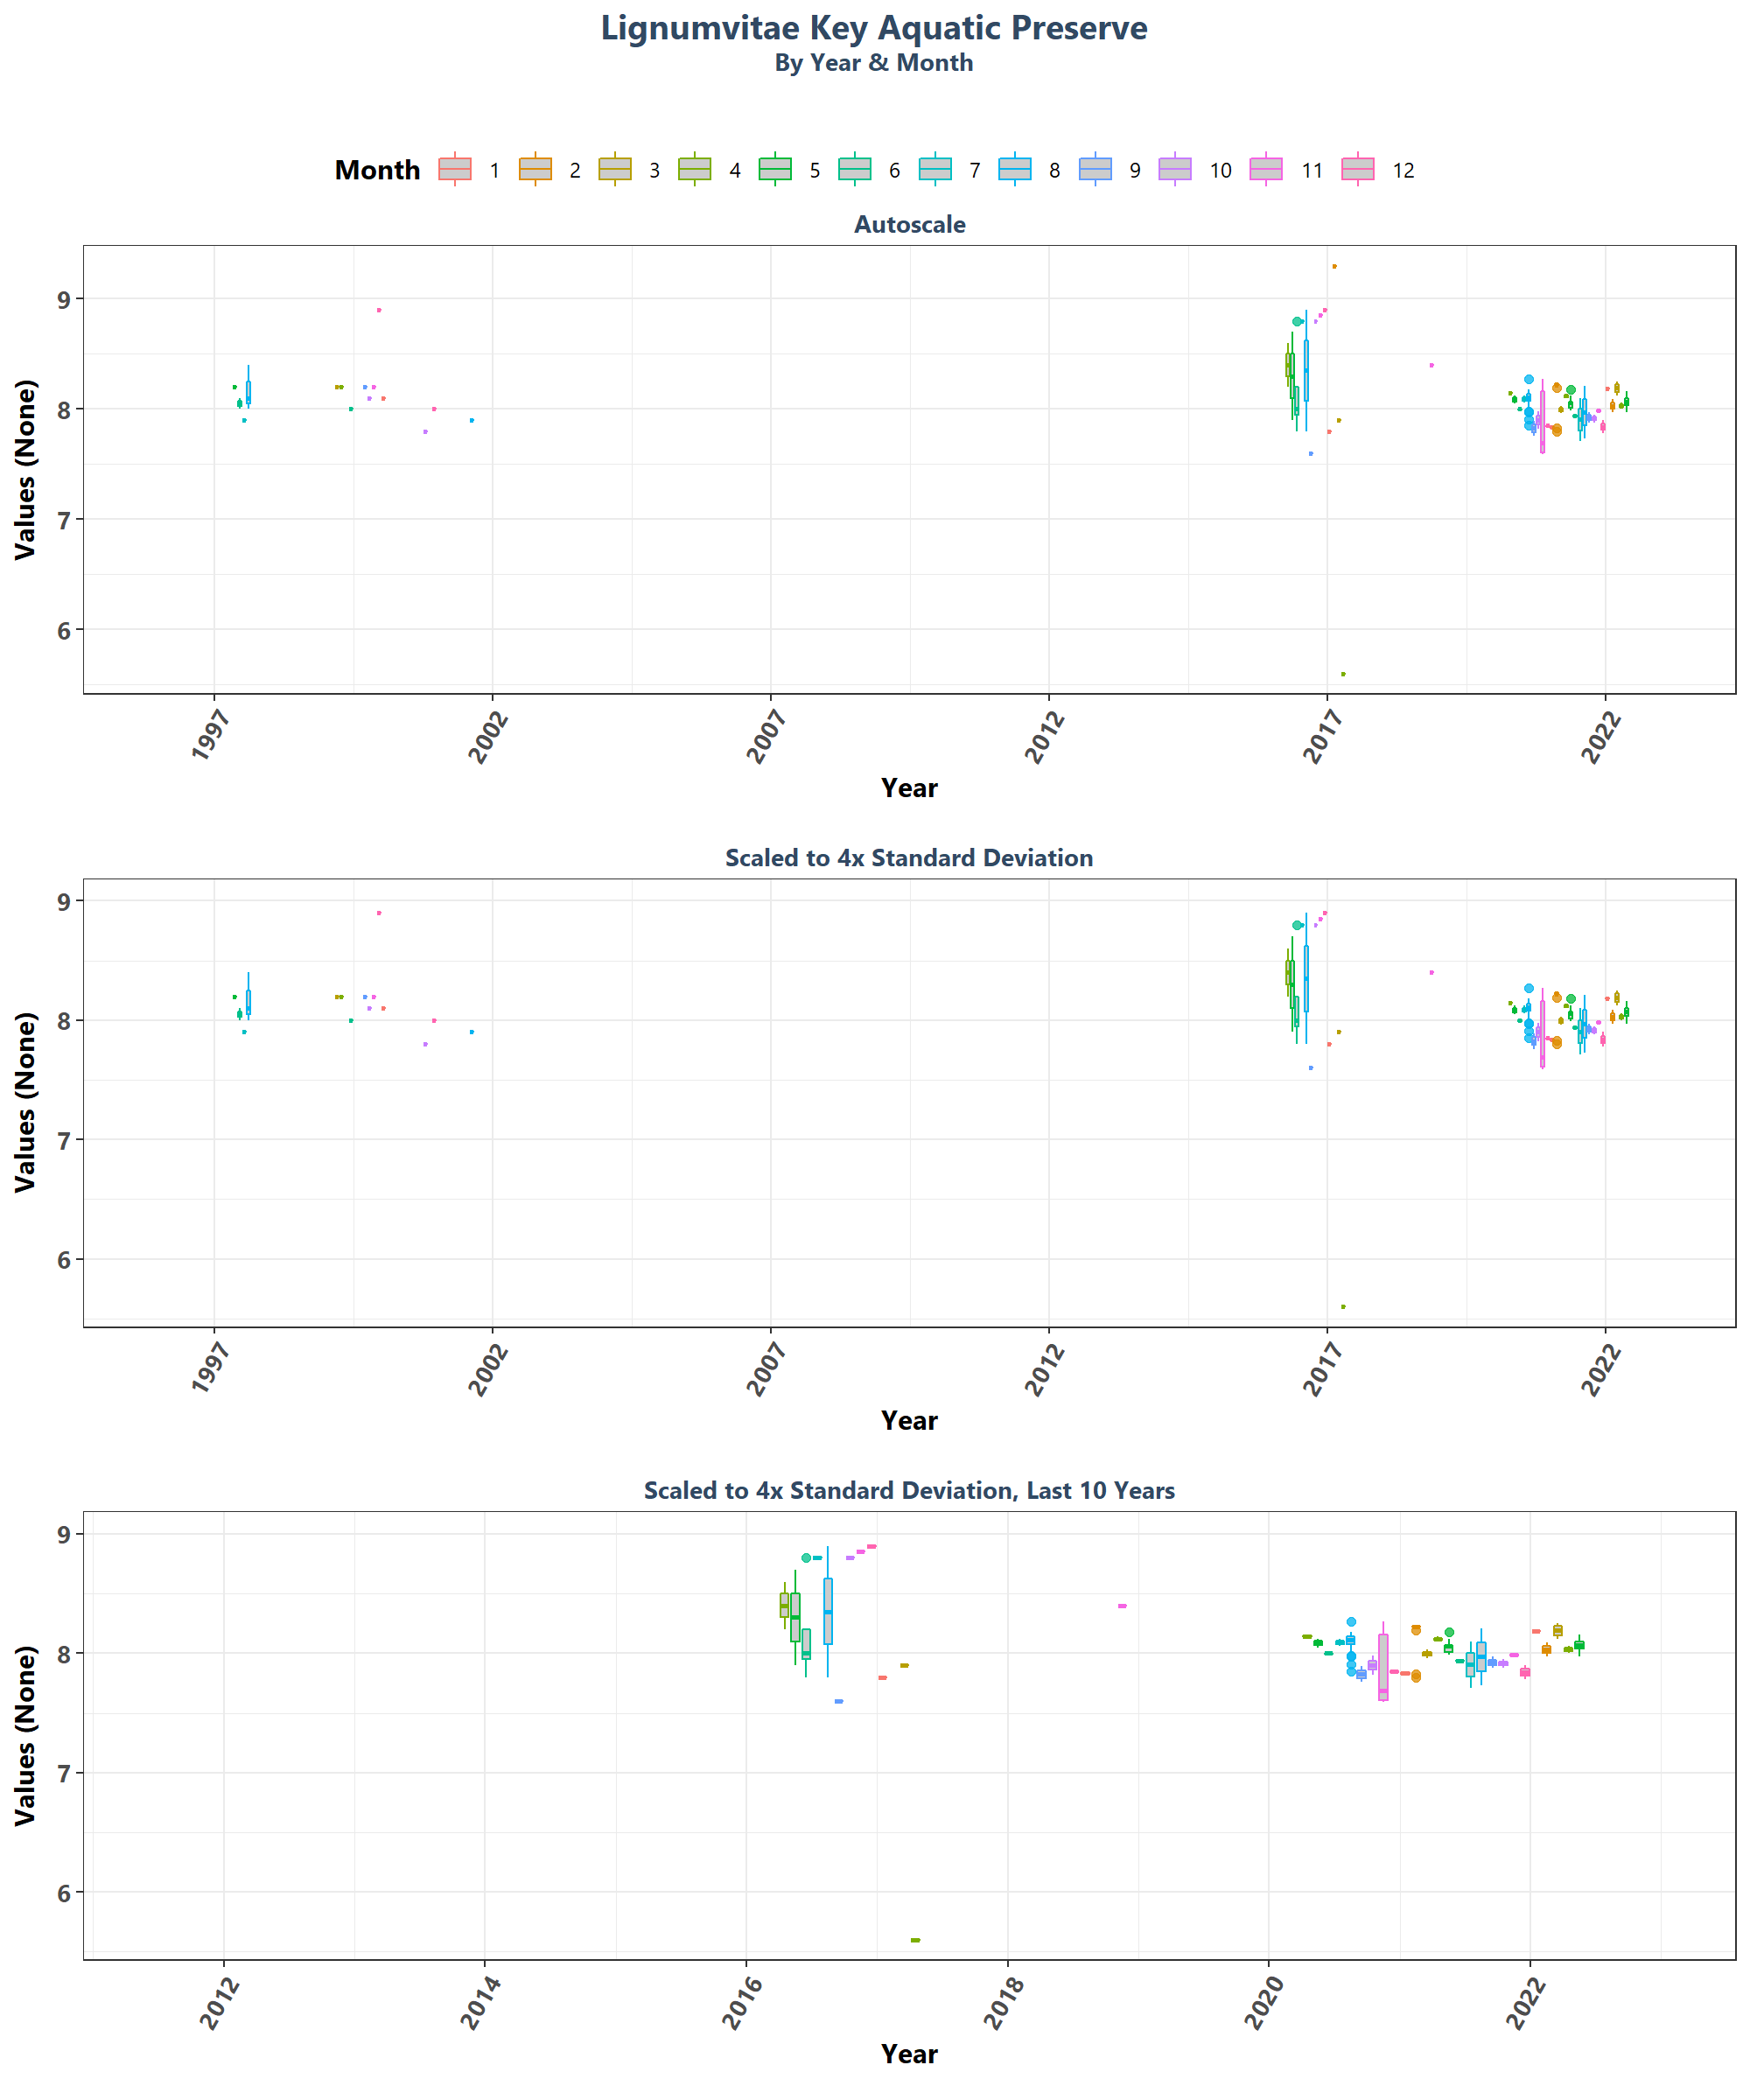 Lignumvitae Key Aquatic Preserve
By Year & Month
Month 1 2 3 4 5 6 7 8 9 10 11 12
Autoscale
Values (None)
9
8
7
6
1997 2002 2007 2012 2017 2022
Year
Scaled to 4x Standard Deviation
Values (None)
9
8
7
6
1997 2002 2007 2012 2017 2022
Year
Scaled to 4x Standard Deviation, Last 10 Years
Values (None)
9
8
7
6
2012 2014 2016 2018 2020 2022
Year